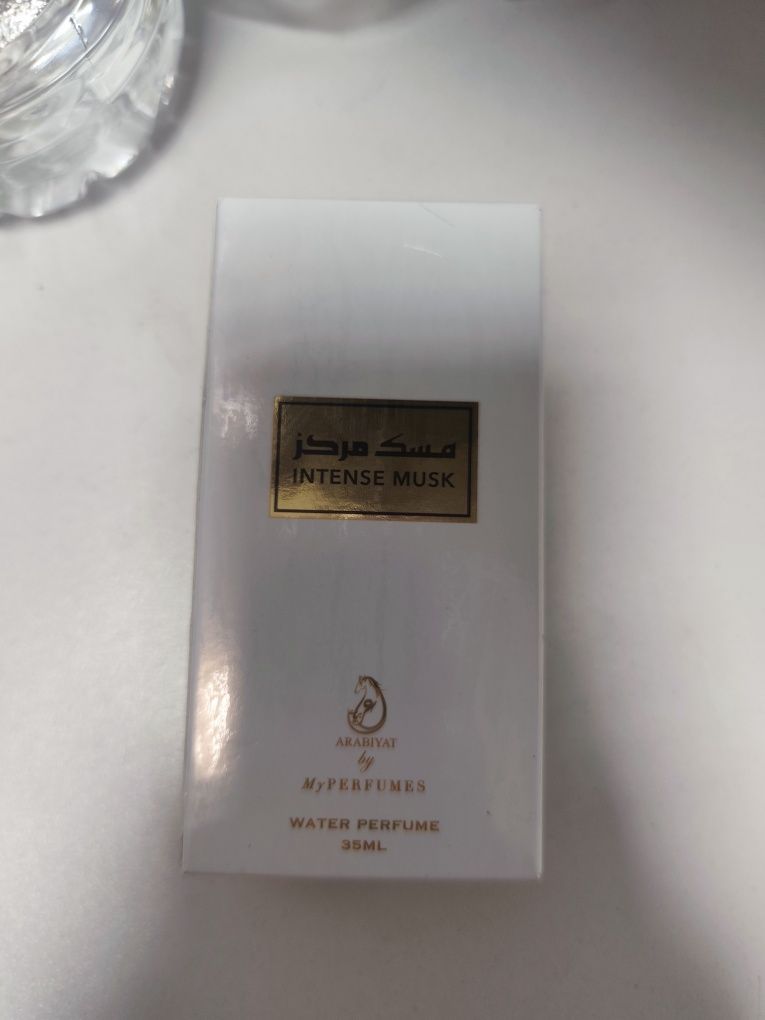 مسك مركز
INTENSE MUSK
ARABIYAT
by
MyPERFUMES
WATER PERFUME
35ML